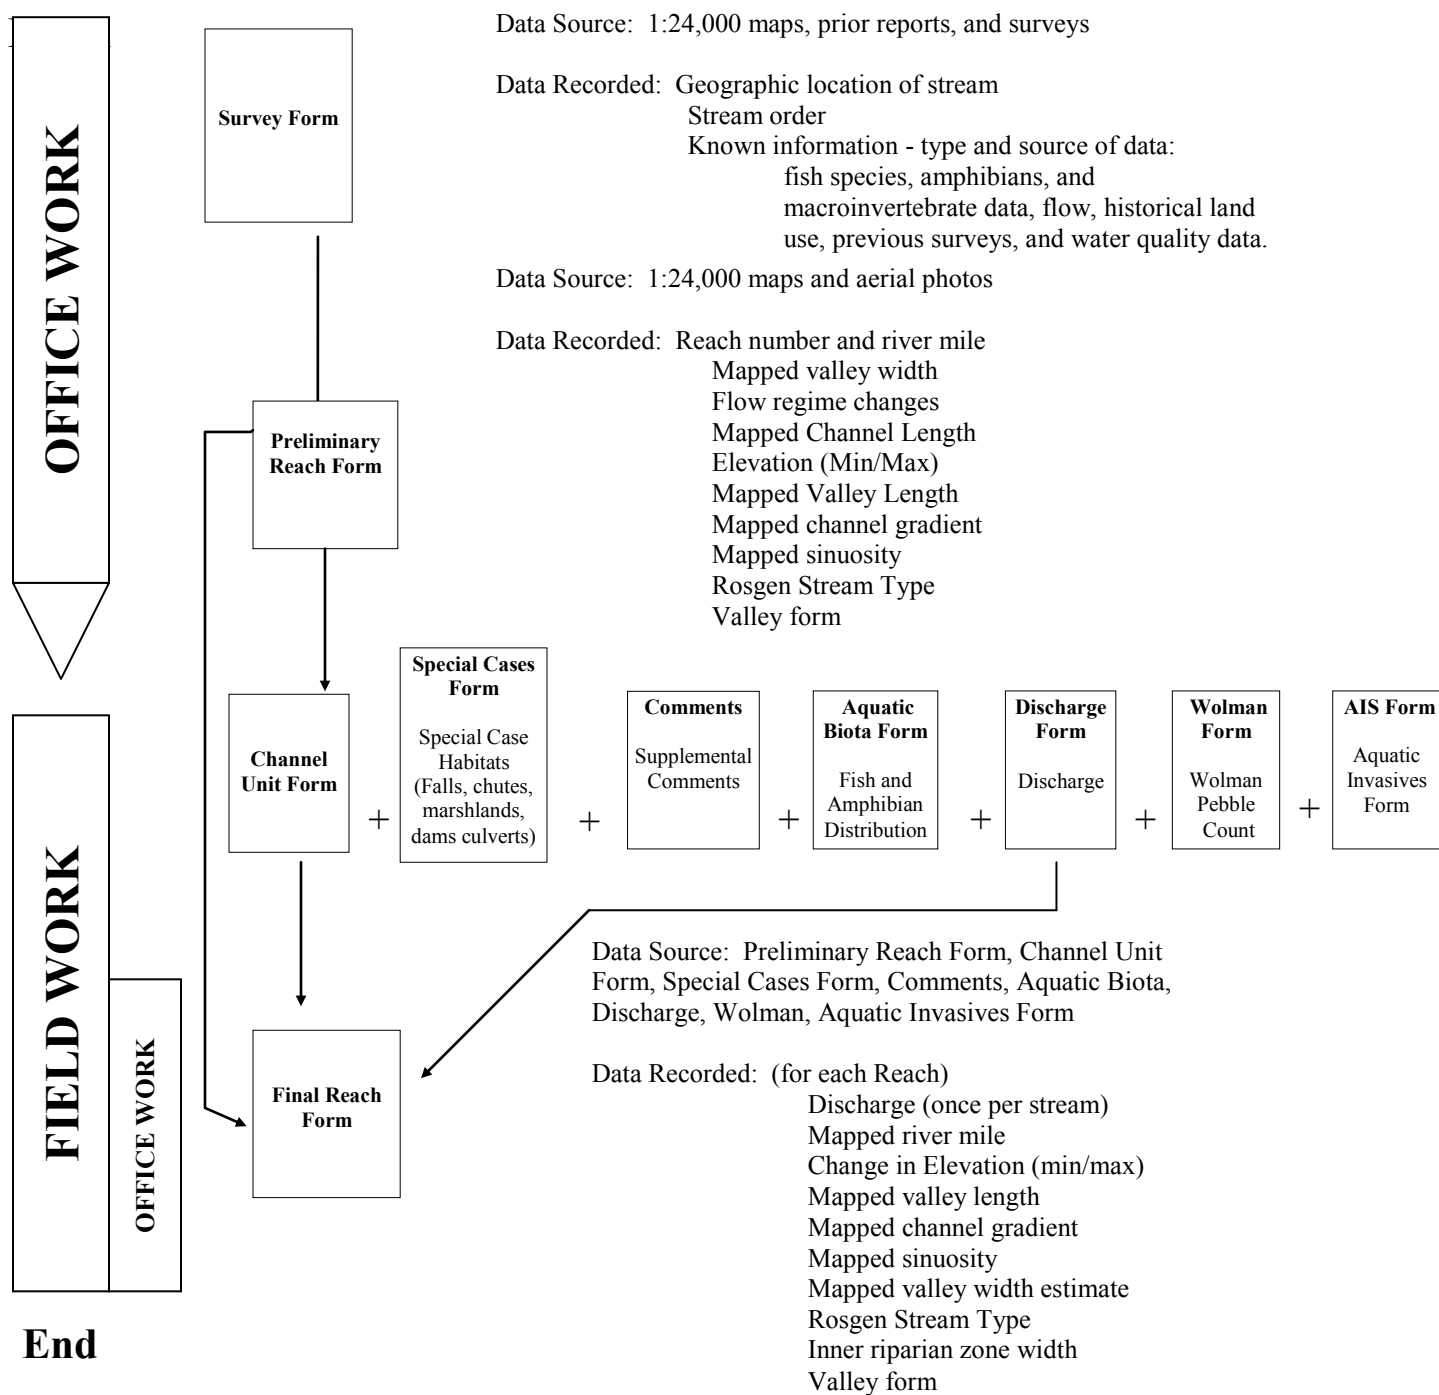 OFFICE WORK
Survey Form
Data Source:  1:24,000 maps, prior reports, and surveys
Data Recorded:  Geographic location of stream
Stream order
Known information - type and source of data:
fish species, amphibians, and
macroinvertebrate data, flow, historical land
use, previous surveys, and water quality data.
Preliminary
Reach Form
Data Source:  1:24,000 maps and aerial photos
Data Recorded:  Reach number and river mile
Mapped valley width
Flow regime changes
Mapped Channel Length
Elevation (Min/Max)
Mapped Valley Length
Mapped channel gradient
Mapped sinuosity
Rosgen Stream Type
Valley form
FIELD WORK
Channel
Unit Form
+
Special Cases
Form
Special Case
Habitats
(Falls, chutes,
marshlands,
dams culverts)
+
Comments
Supplemental
Comments
+
Aquatic
Biota Form
Fish and
Amphibian
Distribution
+
Discharge
Form
Discharge
+
Wolman
Form
Wolman
Pebble
Count
+
AIS Form
Aquatic
Invasives
Form
OFFICE WORK
Final Reach
Form
Data Source:  Preliminary Reach Form, Channel Unit
Form, Special Cases Form, Comments, Aquatic Biota,
Discharge, Wolman, Aquatic Invasives Form
Data Recorded:  (for each Reach)
Discharge (once per stream)
Mapped river mile
Change in Elevation (min/max)
Mapped valley length
Mapped channel gradient
Mapped sinuosity
Mapped valley width estimate
Rosgen Stream Type
Inner riparian zone width
Valley form
End